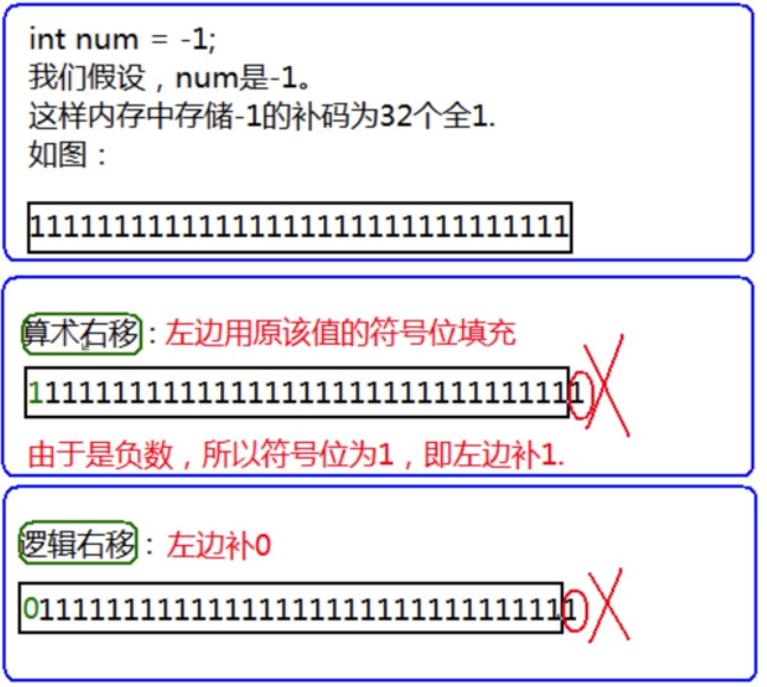 int num = -1;
我们假设，num是-1。
这样内存中存储-1的补码为32个全1.
如图：
11111111111111111111111111111111
算术右移：左边用原该值的符号位填充
111111111111111111111111111111111
由于是负数，所以符号位为1，即左边补1.
逻辑右移：左边补0
011111111111111111111111111111111